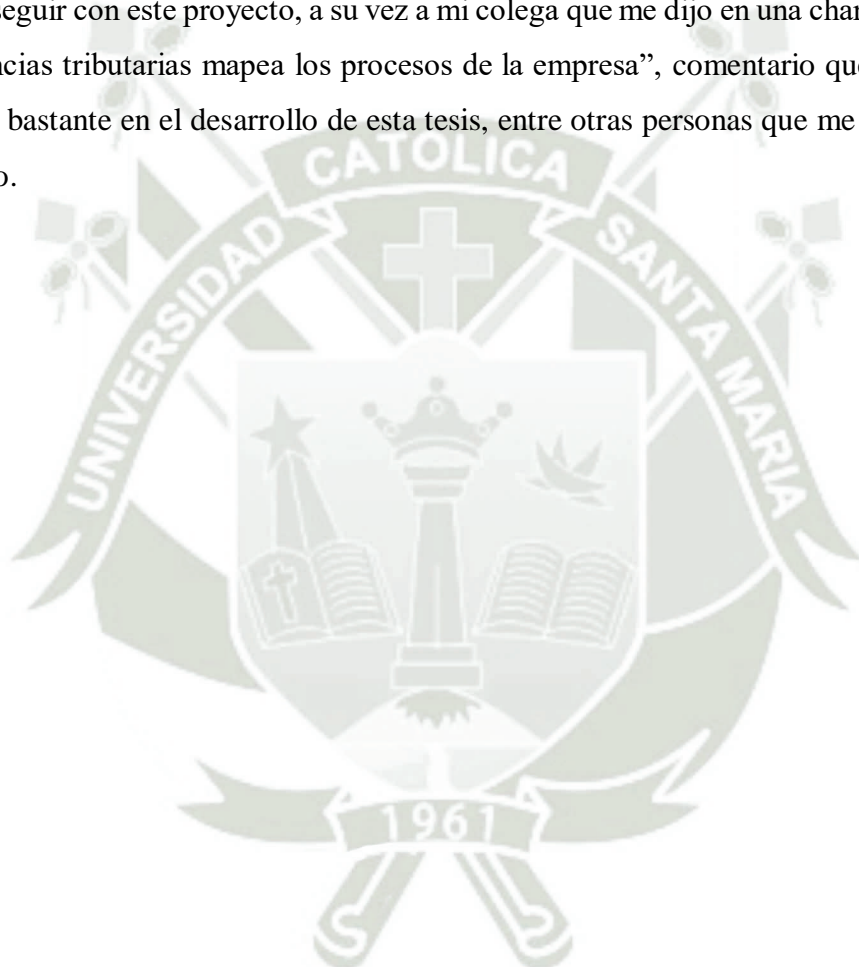 seguir con este proyecto, a su vez a mi colega que me dijo en una char
ncias tributarias mapea los procesos de la empresa”, comentario que
bastante en el desarrollo de esta tesis, entre otras personas que me
o.
CATOLICA
UNIVERSIDAD
SANTA MARIA
1961